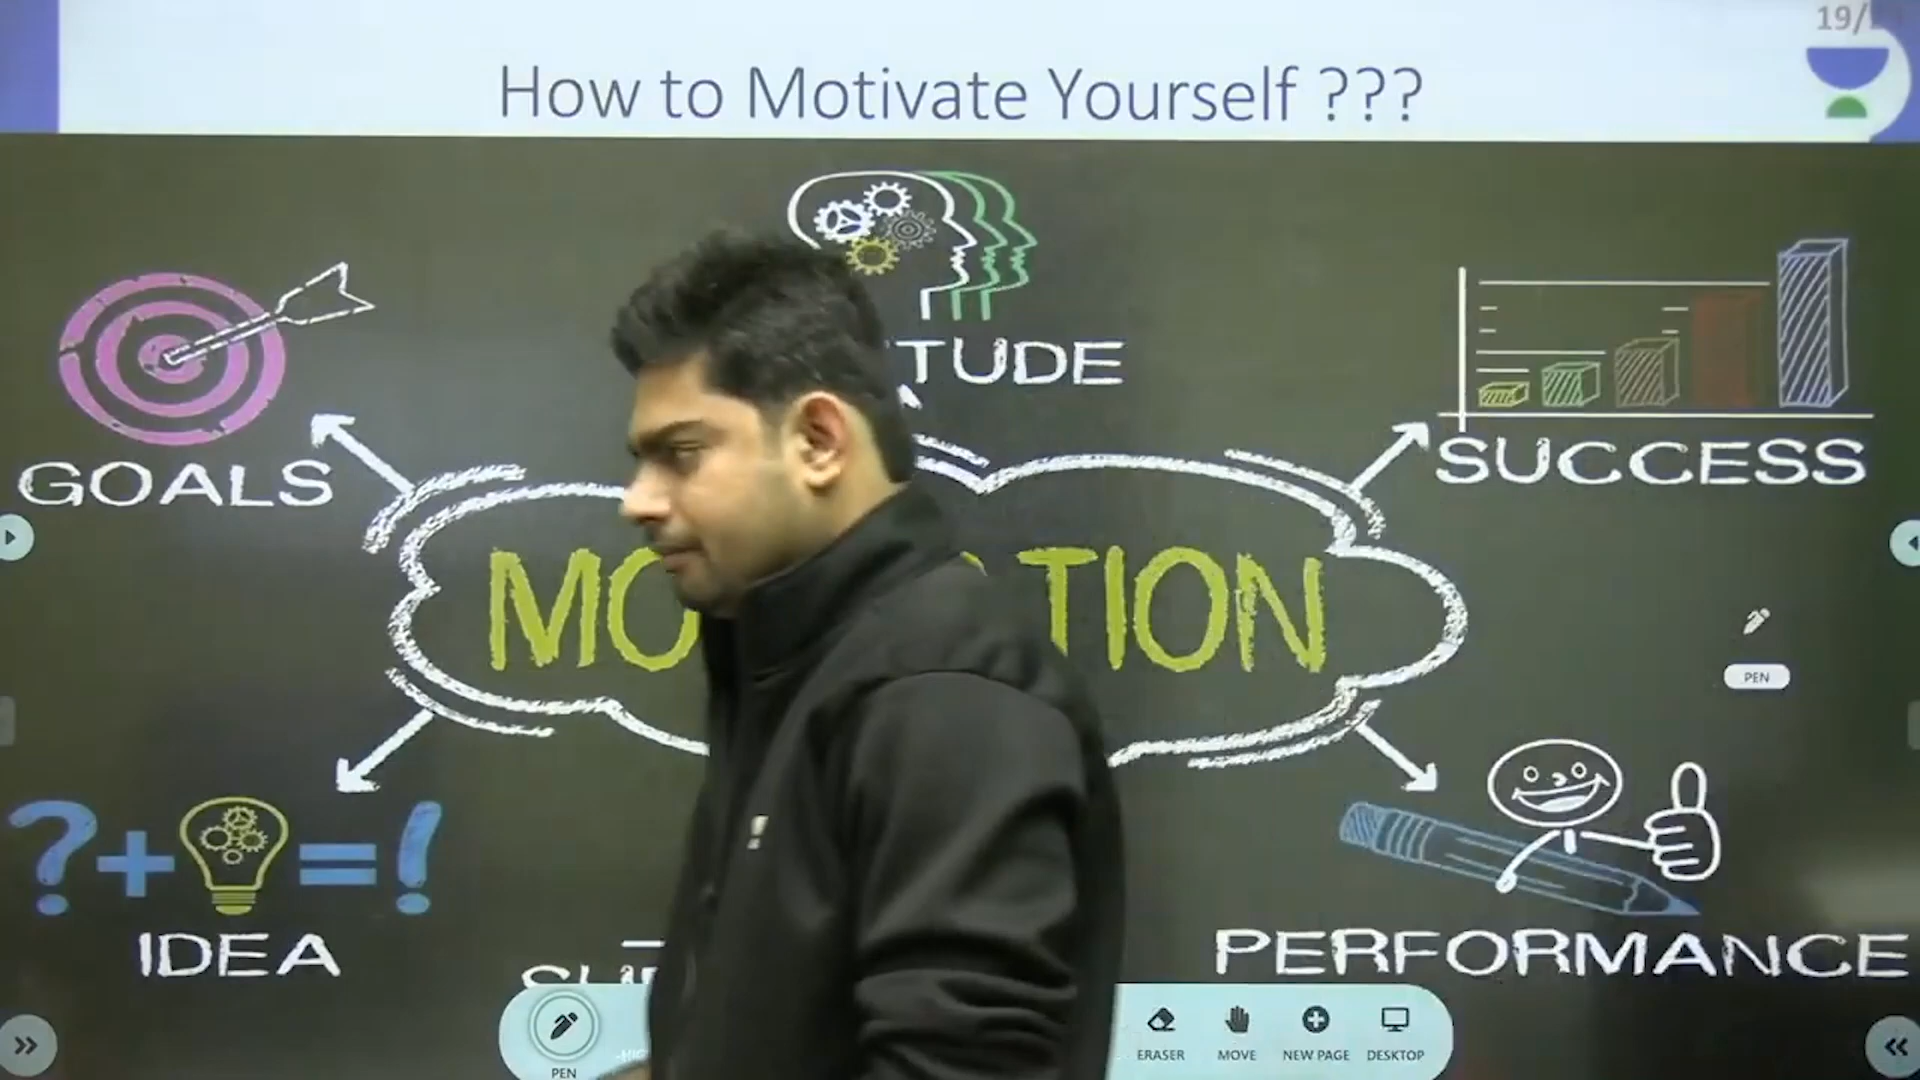 19/
How to Motivate Yourself ???
TUDE
GOALS
SUCCESS
MO TION
PEN
? + = !
IDEA
PERFORMANCE
PEN
ERASER
MOVE
NEW PAGE
DESKTOP